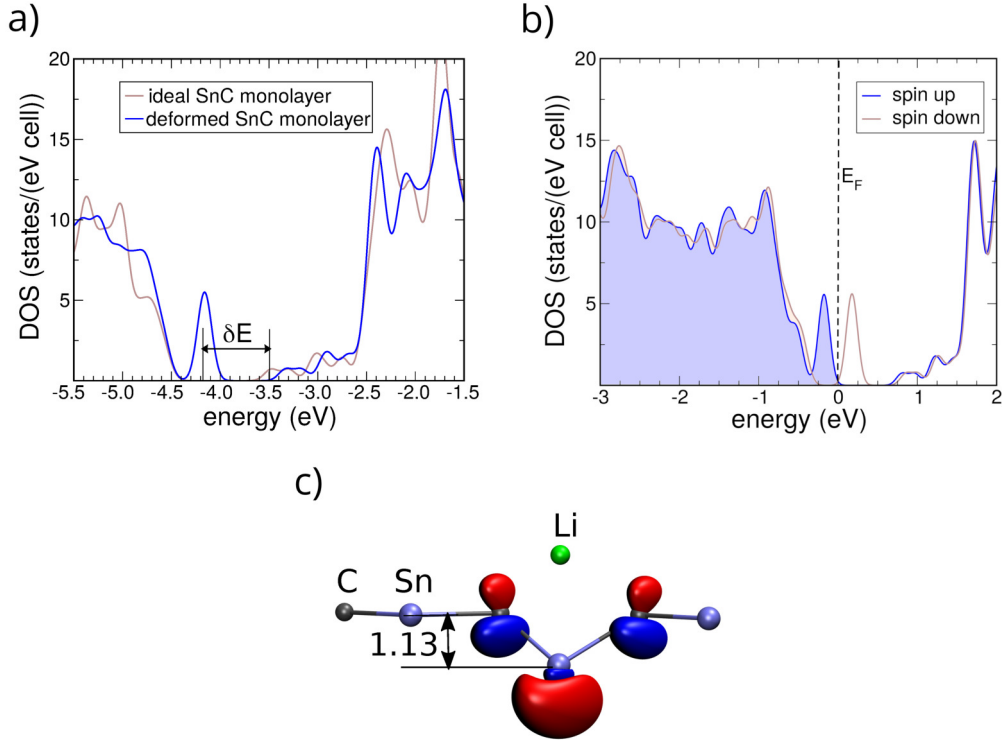 a)
20
15
10
5
DOS (states/(eV cell))
ideal SnC monolayer
deformed SnC monolayer
δE
-5.5 -5.0 -4.5 -4.0 -3.5 -3.0 -2.5 -2.0 -1.5
energy (eV)
b)
20
15
10
5
DOS (states/(eV cell))
spin up
spin down
E_F
-3 -2 -1 0 1 2
energy (eV)
c)
Li
C Sn
1.13